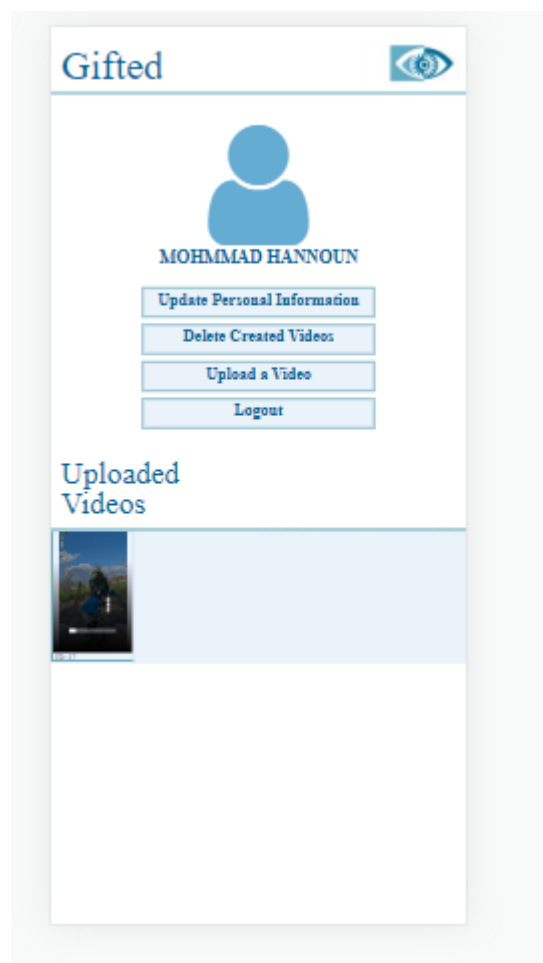 Gifted
MOHMMAD HANNOUN
Update Personal Information
Delete Created Videos
Upload a Video
Logout
Uploaded
Videos